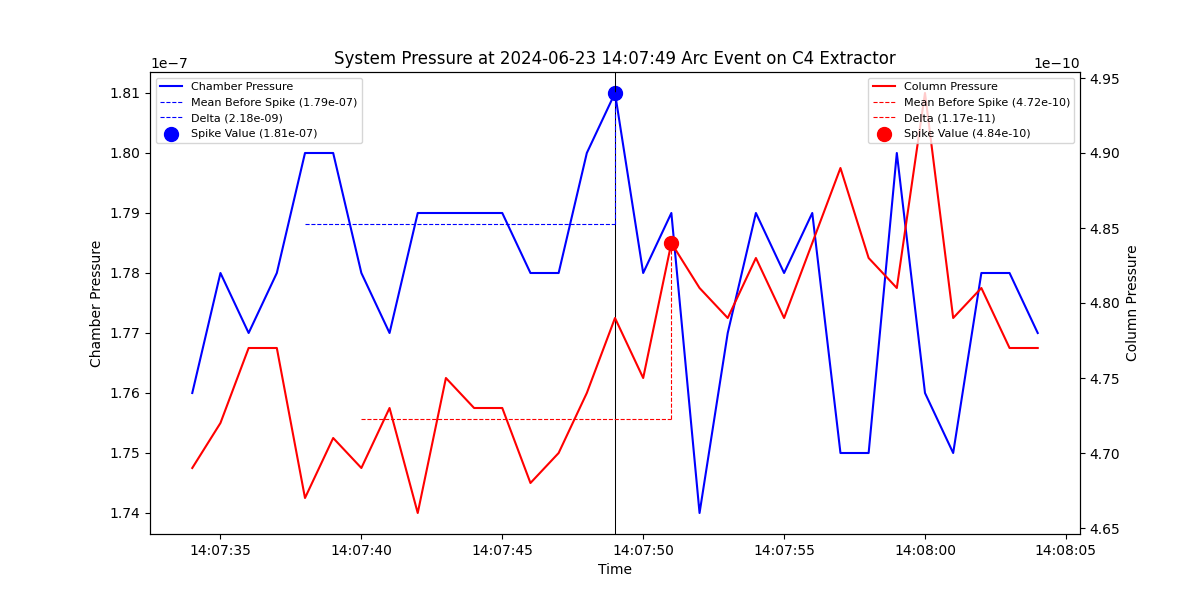 System Pressure at 2024-06-23 14:07:49 Arc Event on C4 Extractor
1e−7
1e−10
Chamber Pressure
Mean Before Spike (1.79e-07)
Delta (2.18e-09)
Spike Value (1.81e-07)
Column Pressure
Mean Before Spike (4.72e-10)
Delta (1.17e-11)
Spike Value (4.84e-10)
1.81
1.80
1.79
1.78
1.77
1.76
1.75
1.74
Chamber Pressure
4.95
4.90
4.85
4.80
4.75
4.70
4.65
Column Pressure
14:07:35
14:07:40
14:07:45
14:07:50
14:07:55
14:08:00
14:08:05
Time